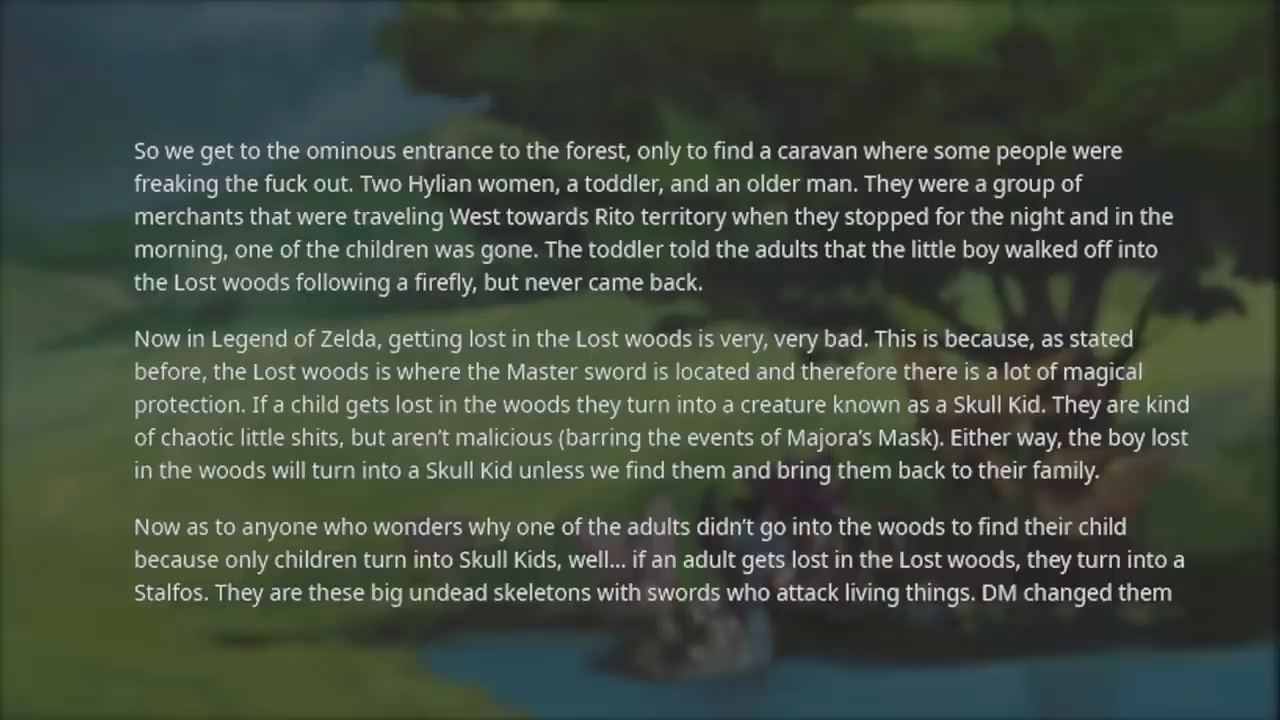 So we get to the ominous entrance to the forest, only to find a caravan where some people were
freaking the fuck out. Two Hylian women, a toddler, and an older man. They were a group of
merchants that were traveling West towards Rito territory when they stopped for the night and in the
morning, one of the children was gone. The toddler told the adults that the little boy walked off into
the Lost woods following a firefly, but never came back.
Now in Legend of Zelda, getting lost in the Lost woods is very, very bad. This is because, as stated
before, the Lost woods is where the Master sword is located and therefore there is a lot of magical
protection. If a child gets lost in the woods they turn into a creature known as a Skull Kid. They are kind
of chaotic little shits, but aren’t malicious (barring the events of Majora’s Mask). Either way, the boy lost
in the woods will turn into a Skull Kid unless we find them and bring them back to their family.
Now as to anyone who wonders why one of the adults didn’t go into the woods to find their child
because only children turn into Skull Kids, well... if an adult gets lost in the Lost woods, they turn into a
Stalfos. They are these big undead skeletons with swords who attack living things. DM changed them